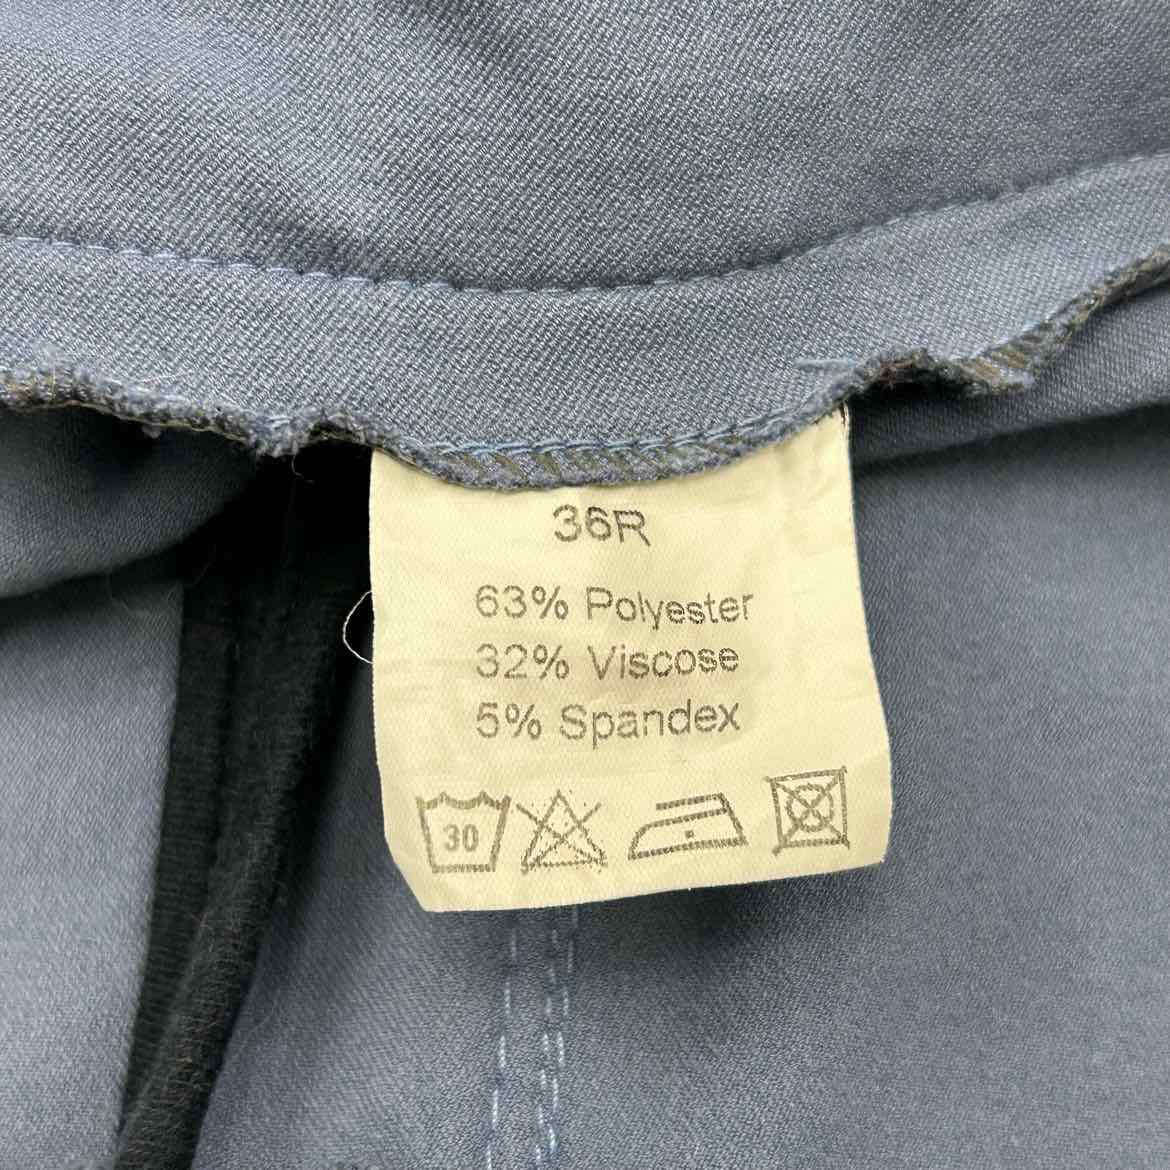 36R
63% Polyester
32% Viscose
5% Spandex
30